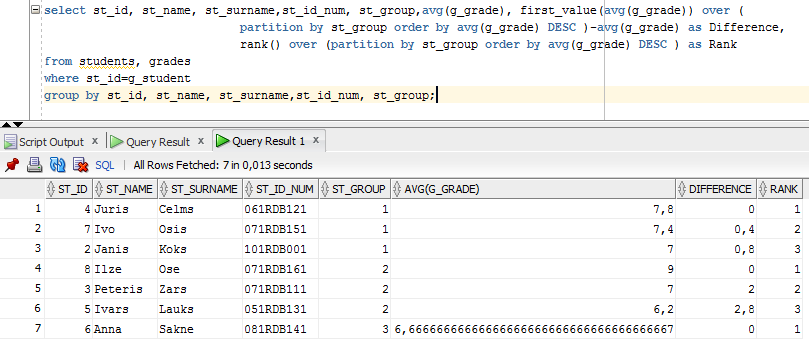 select st_id, st_name, st_surname,st_id_num, st_group,avg(g_grade), first_value(avg(g_grade)) over (
partition by st_group order by avg(g_grade) DESC )-avg(g_grade) as Difference,
rank() over (partition by st_group order by avg(g_grade) DESC ) as Rank
from students, grades
where st_id=g_student
group by st_id, st_name, st_surname,st_id_num, st_group;
Script Output x Query Result x Query Result 1 x
SQL | All Rows Fetched: 7 in 0,013 seconds
ST_ID ST_NAME ST_SURNAME ST_ID_NUM ST_GROUP AVG(G_GRADE) DIFFERENCE RANK
1 4 Juris Celms 061RDB121 1 7,8 0 1
2 7 Ivo Osis 071RDB151 1 7,4 0,4 2
3 2 Janis Koks 101RDB001 1 7 0,8 3
4 8 Ilze Ose 071RDB161 2 9 0 1
5 3 Peteris Zars 071RDB111 2 7 2 2
6 5 Ivars Lauks 051RDB131 2 6,2 2,8 3
7 6 Anna Sakne 081RDB141 3 6,66666666666666666666666666666666666667 0 1